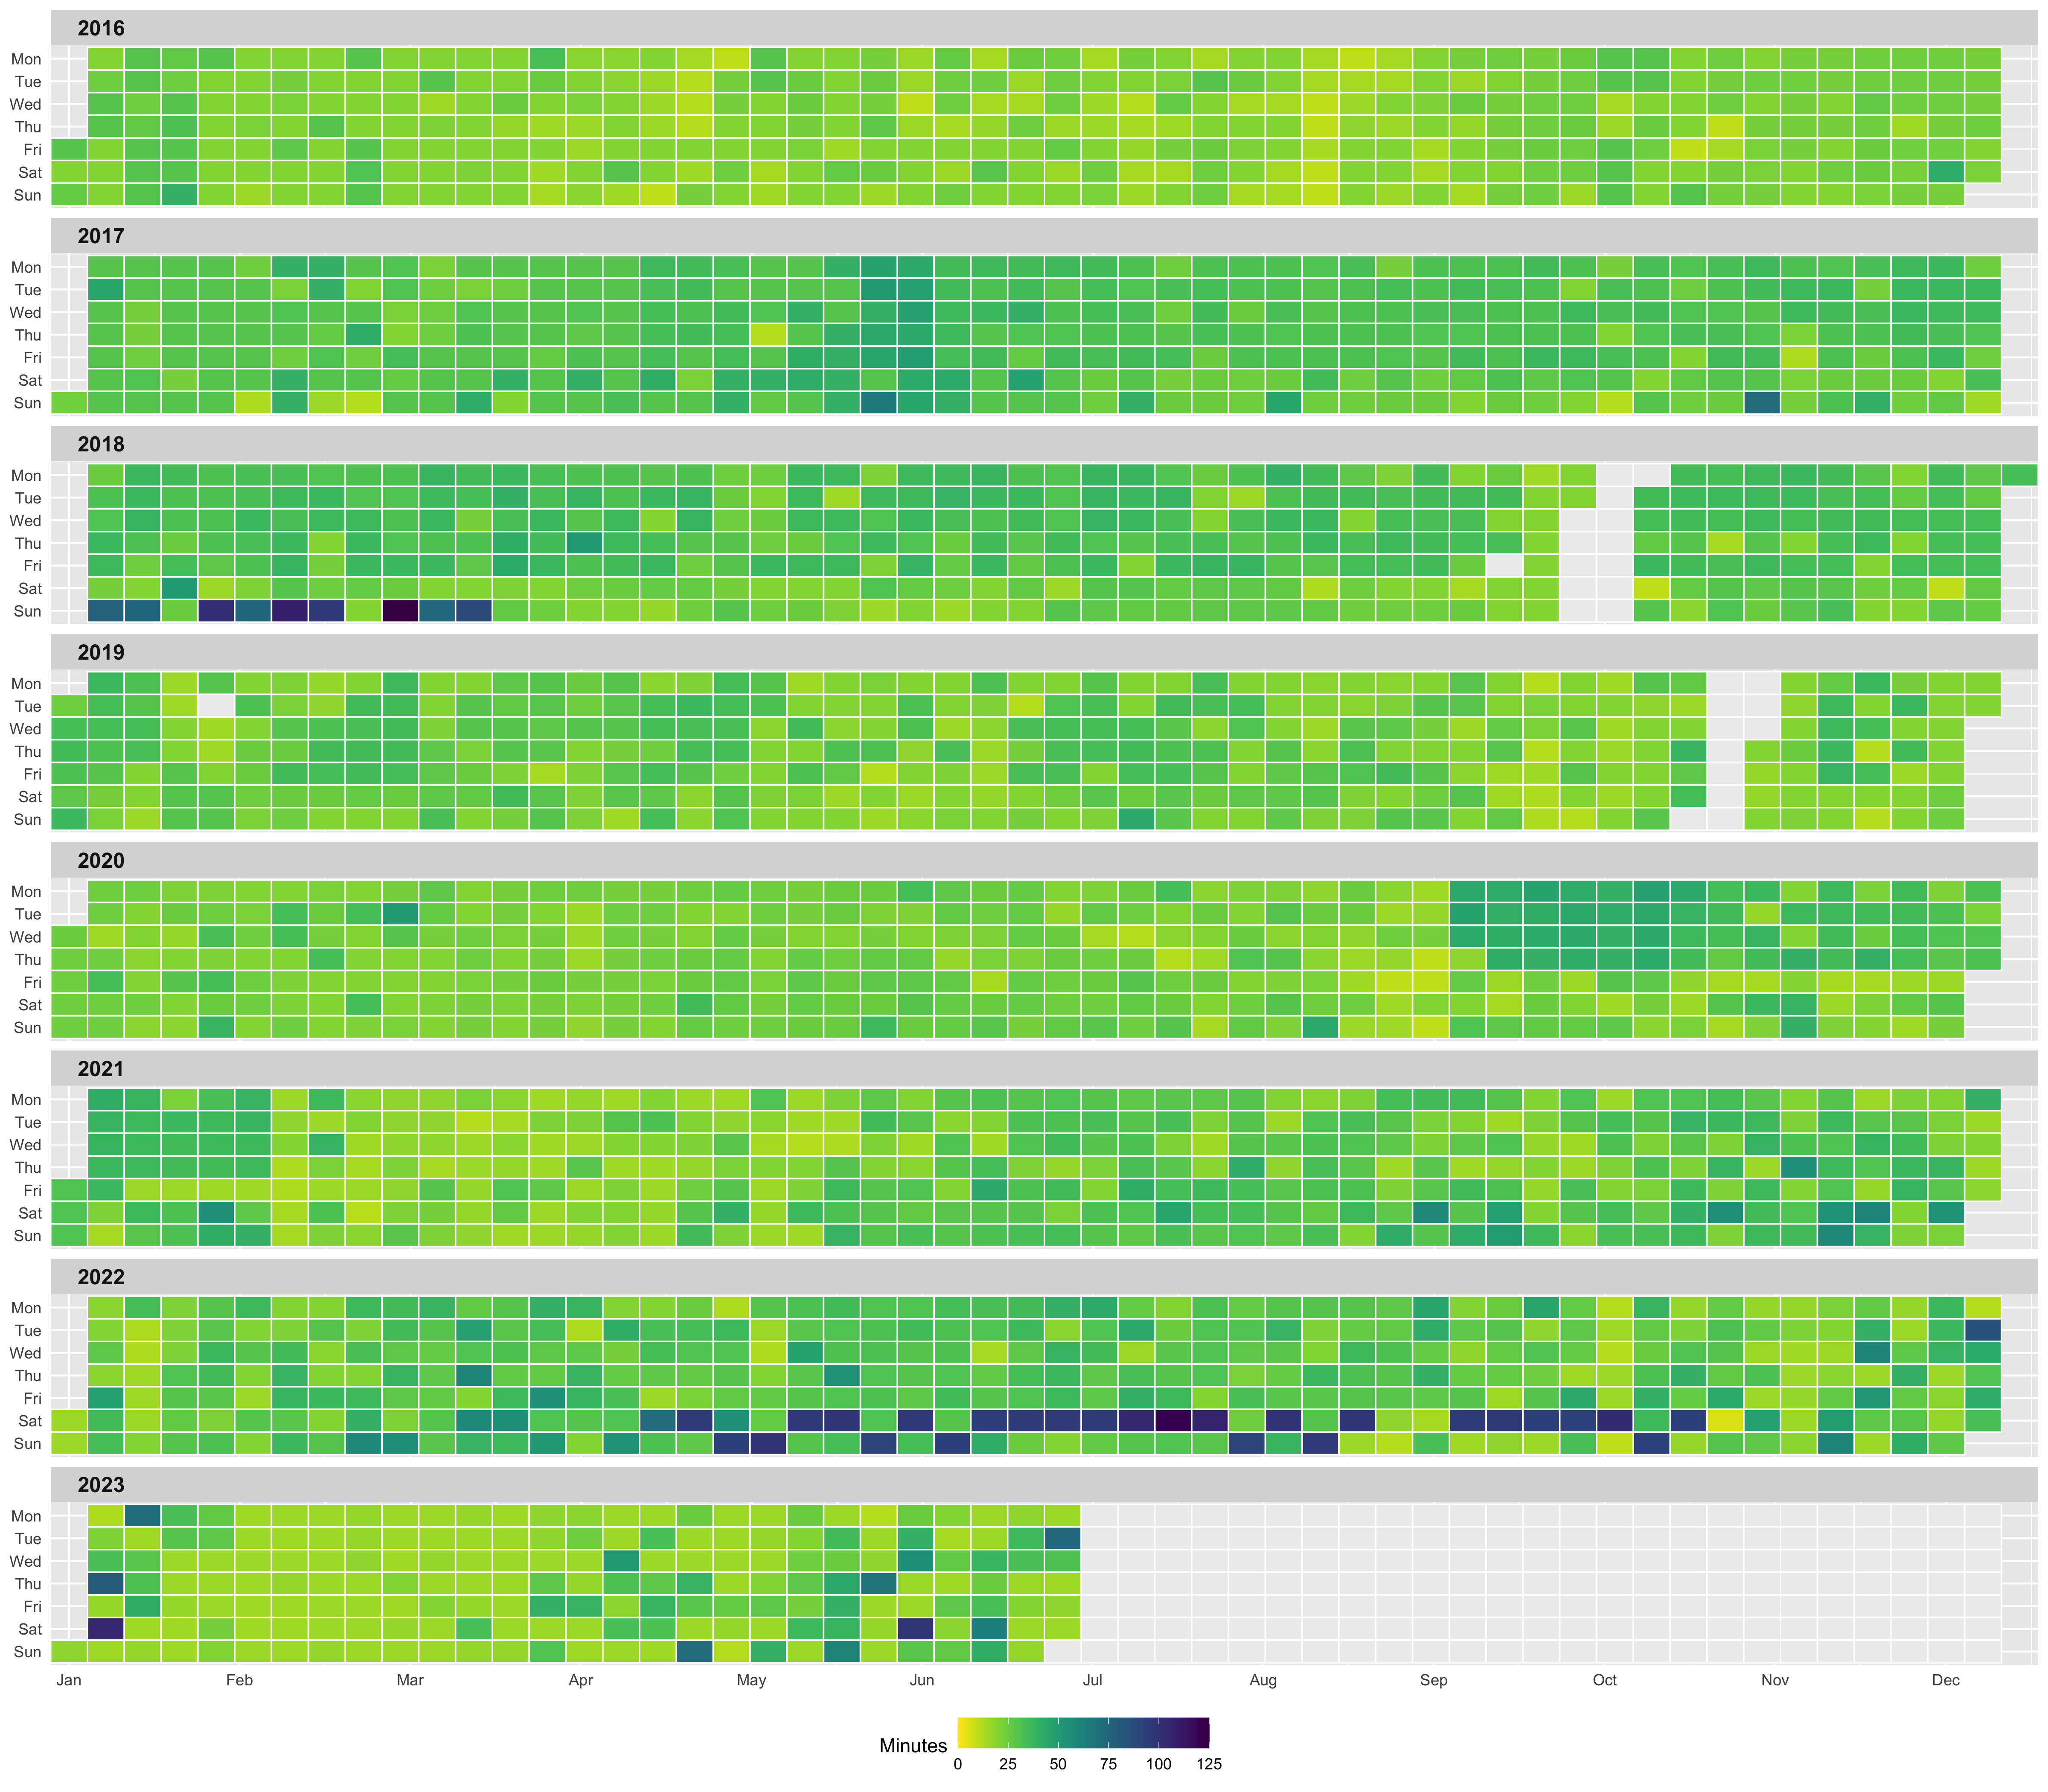 2016
Mon
Tue
Wed
Thu
Fri
Sat
Sun
2017
Mon
Tue
Wed
Thu
Fri
Sat
Sun
2018
Mon
Tue
Wed
Thu
Fri
Sat
Sun
2019
Mon
Tue
Wed
Thu
Fri
Sat
Sun
2020
Mon
Tue
Wed
Thu
Fri
Sat
Sun
2021
Mon
Tue
Wed
Thu
Fri
Sat
Sun
2022
Mon
Tue
Wed
Thu
Fri
Sat
Sun
2023
Mon
Tue
Wed
Thu
Fri
Sat
Sun
Jan Feb Mar Apr May Jun Jul Aug Sep Oct Nov Dec
Minutes
0 25 50 75 100 125